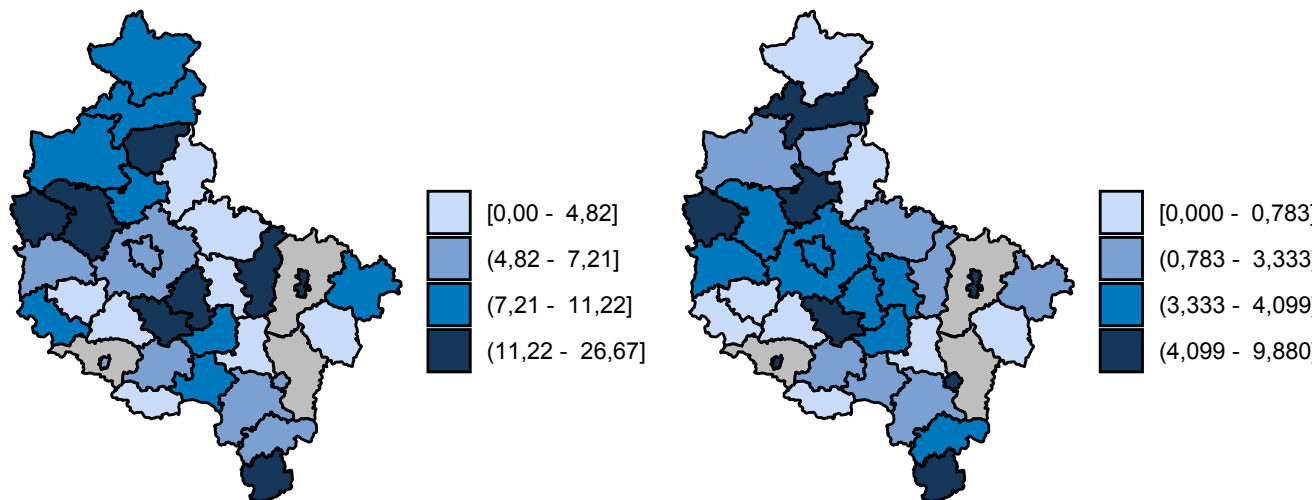 [0,00 - 4,82]
(4,82 - 7,21]
(7,21 - 11,22]
(11,22 - 26,67]
[0,000 - 0,783]
(0,783 - 3,333]
(3,333 - 4,099]
(4,099 - 9,880]